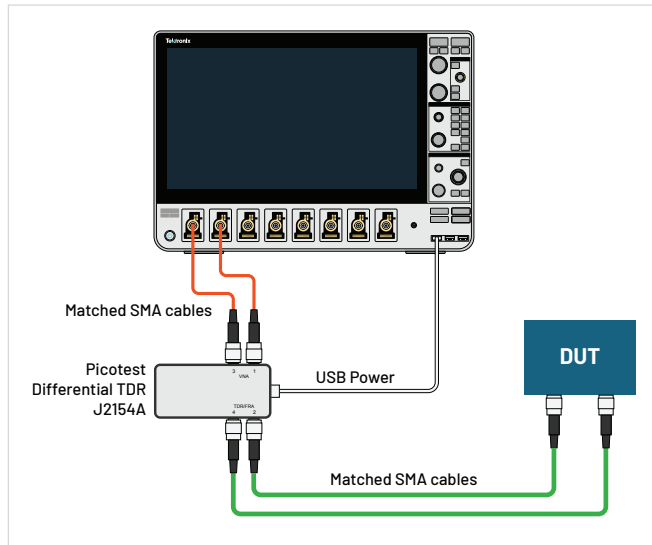 Tektronix
Matched SMA cables
3 1
VNA
Picotest
Differential TDR
J2154A
USB Power
TDR/FRA
4 2
DUT
Matched SMA cables